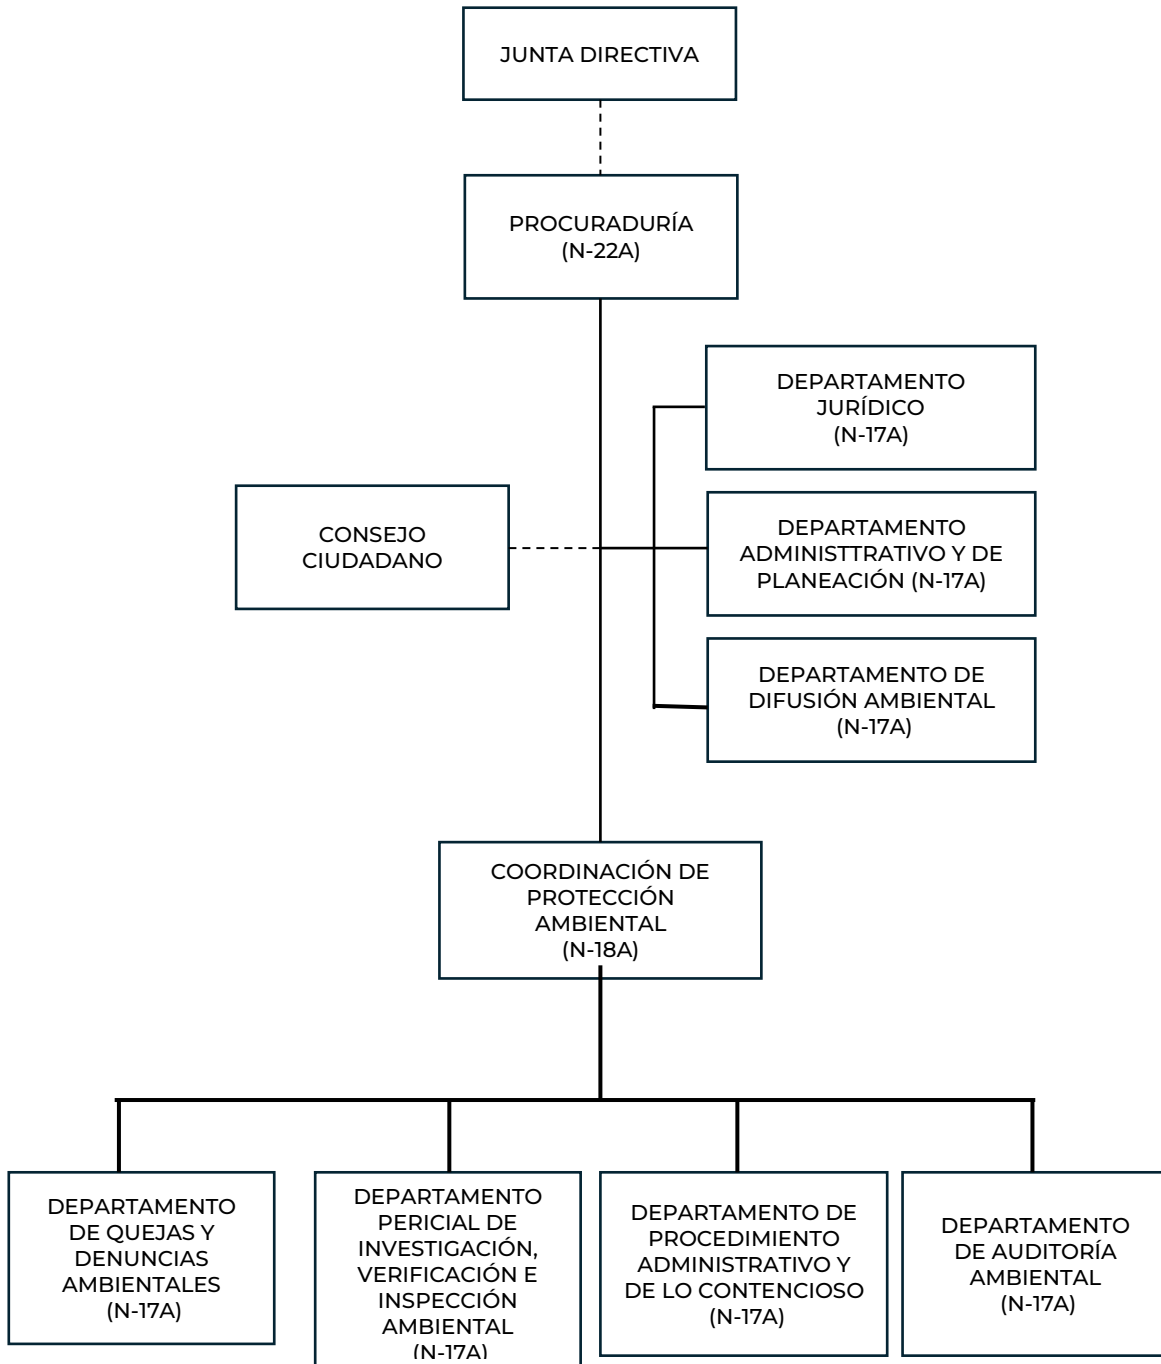 JUNTA DIRECTIVA
PROCURADURÍA
(N-22A)
DEPARTAMENTO
JURÍDICO
(N-17A)
CONSEJO
CIUDADANO
DEPARTAMENTO
ADMINISTTRATIVO Y DE
PLANEACIÓN (N-17A)
DEPARTAMENTO DE
DIFUSIÓN AMBIENTAL
(N-17A)
COORDINACIÓN DE
PROTECCIÓN
AMBIENTAL
(N-18A)
DEPARTAMENTO
DE QUEJAS Y
DENUNCIAS
AMBIENTALES
(N-17A)
DEPARTAMENTO
PERICIAL DE
INVESTIGACIÓN,
VERIFICACIÓN E
INSPECCIÓN
AMBIENTAL
(N-17A)
DEPARTAMENTO DE
PROCEDIMIENTO
ADMINISTRATIVO Y
DE LO CONTENCIOSO
(N-17A)
DEPARTAMENTO
DE AUDITORÍA
AMBIENTAL
(N-17A)